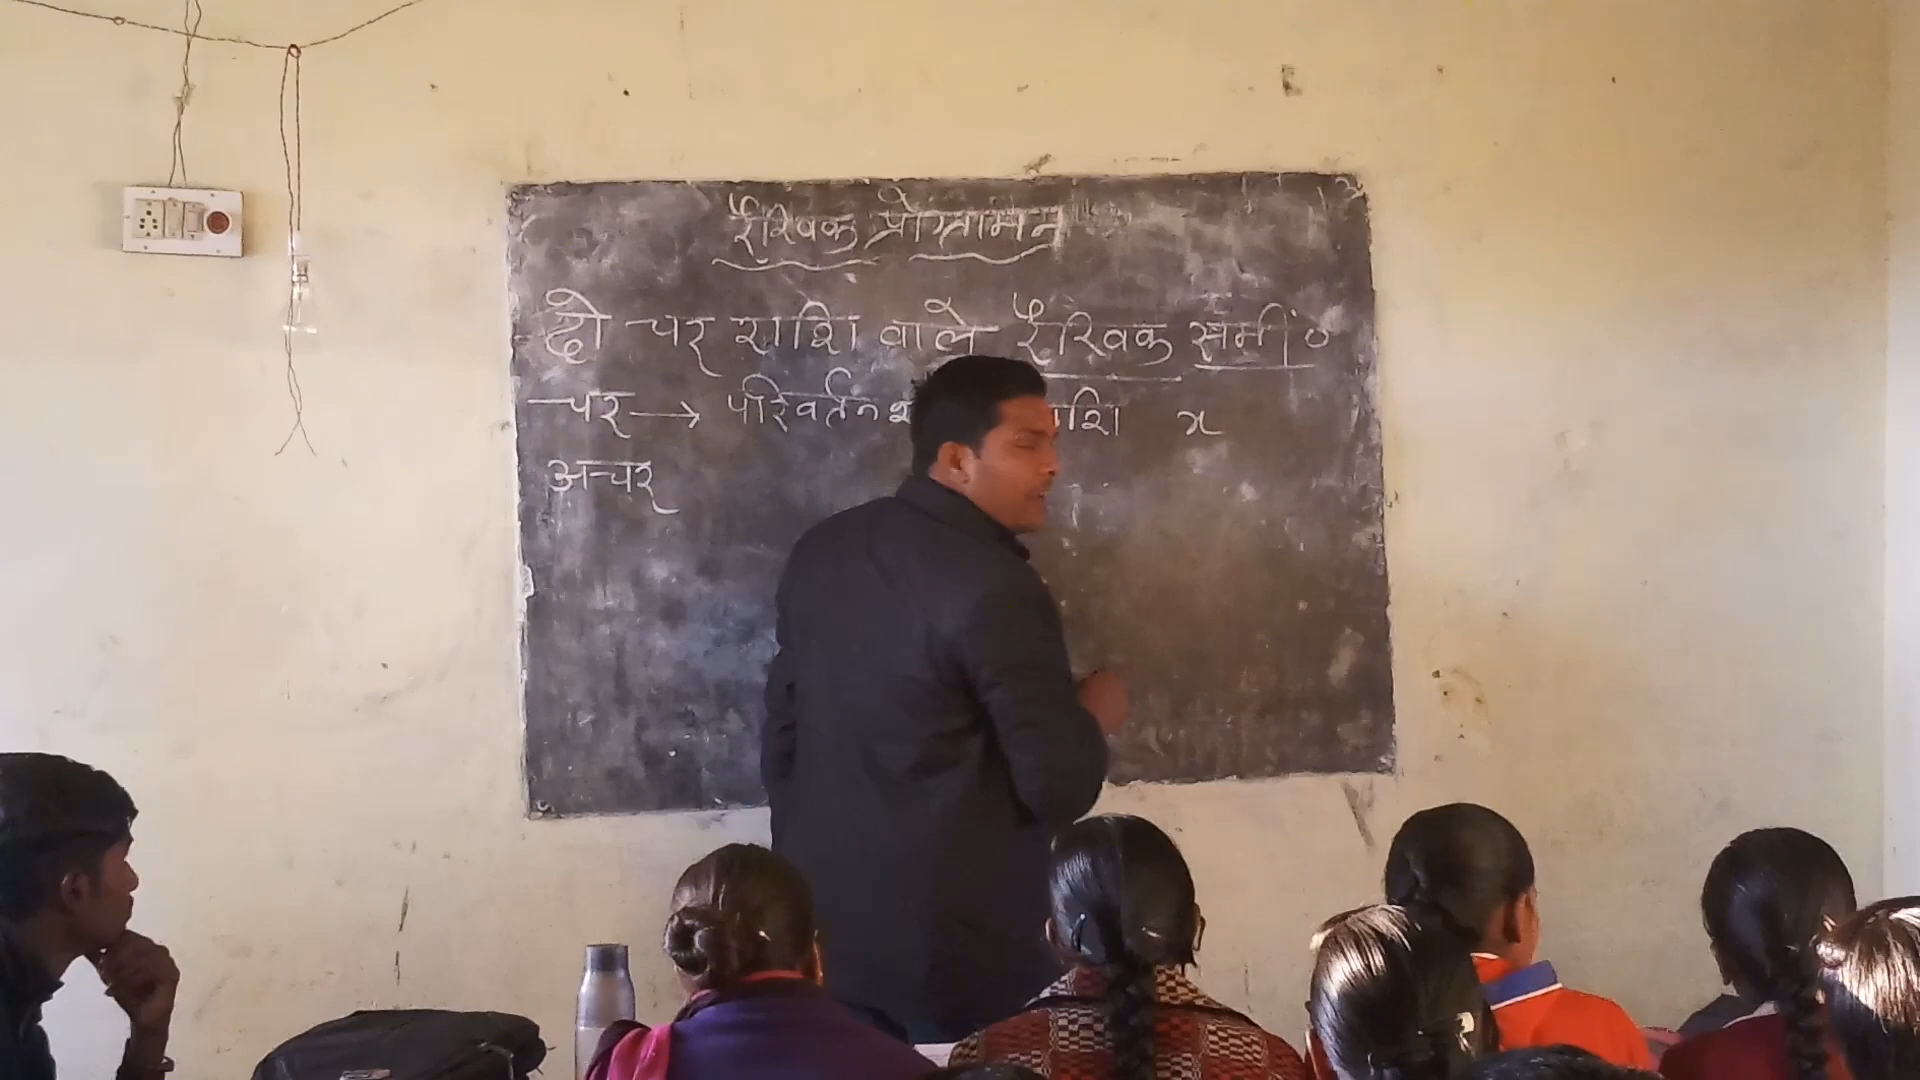 रैखिक प्रोग्रामन
दो चर राशि वाले रैखिक समीं०
चर → परिवर्तनश राशि x
अचर